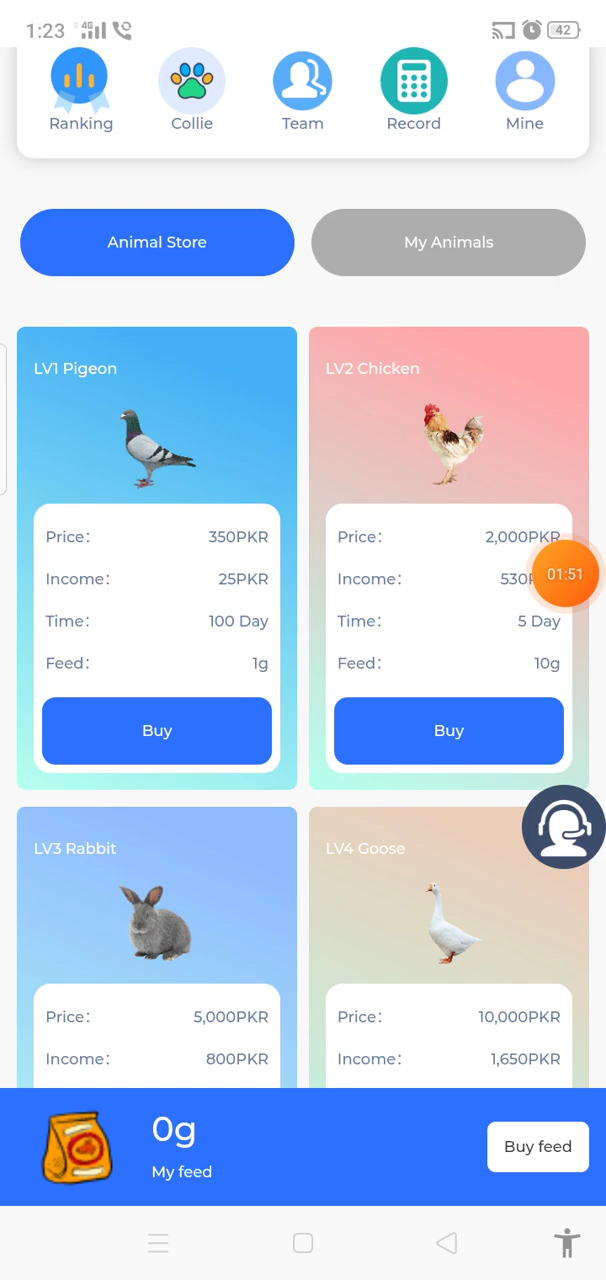 1:23 4G 42
Ranking Collie Team Record Mine
Animal Store My Animals
LV1 Pigeon LV2 Chicken
Price: 350PKR Price: 2,000PKR
Income: 25PKR Income: 530P 01:51
Time: 100 Day Time: 5 Day
Feed: 1g Feed: 10g
Buy Buy
LV3 Rabbit LV4 Goose
Price: 5,000PKR Price: 10,000PKR
Income: 800PKR Income: 1,650PKR
0g
My feed
Buy feed